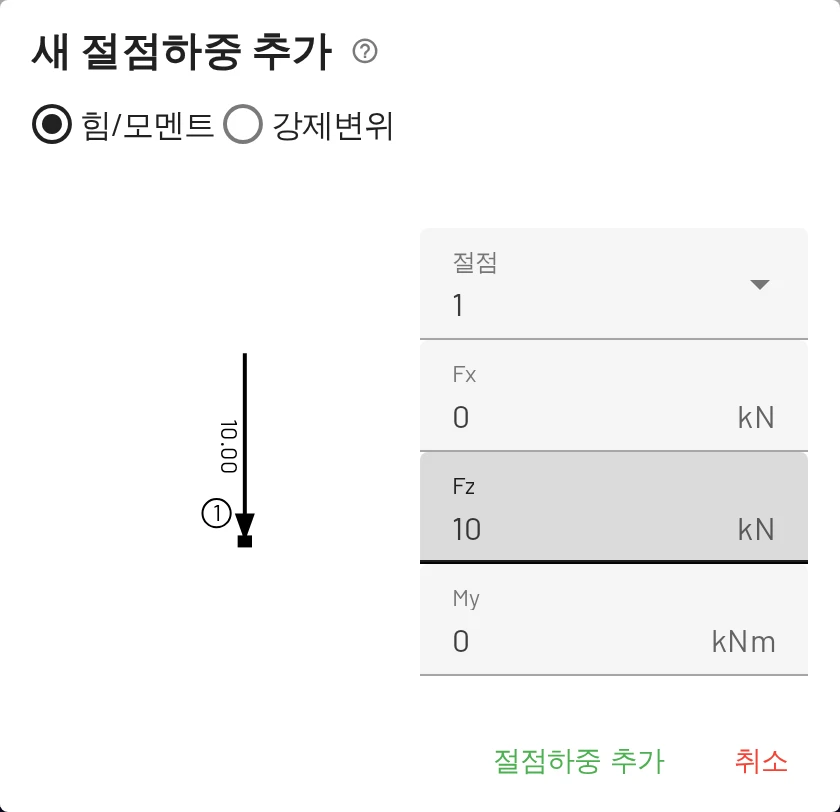 새 절점하중 추가 ?
힘/모멘트 강제변위
절점
1
Fx
0 kN
10.00
Fz
10 kN
1
My
0 kNm
절점하중 추가 취소